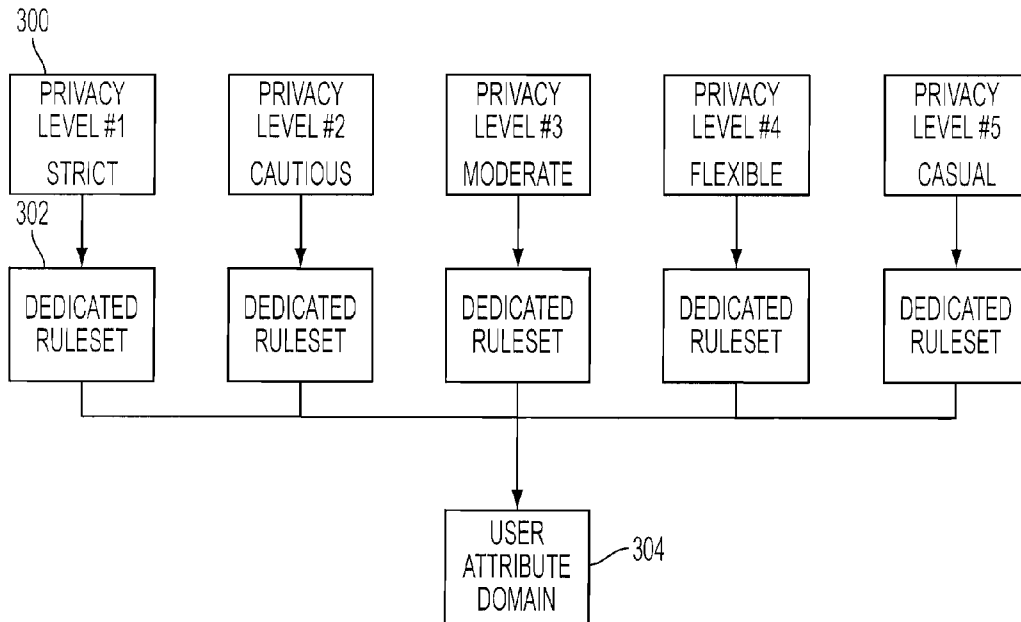 300
PRIVACY
LEVEL #1
STRICT
PRIVACY
LEVEL #2
CAUTIOUS
PRIVACY
LEVEL #3
MODERATE
PRIVACY
LEVEL #4
FLEXIBLE
PRIVACY
LEVEL #5
CASUAL
302
DEDICATED
RULESET
DEDICATED
RULESET
DEDICATED
RULESET
DEDICATED
RULESET
DEDICATED
RULESET
USER
ATTRIBUTE
DOMAIN
304